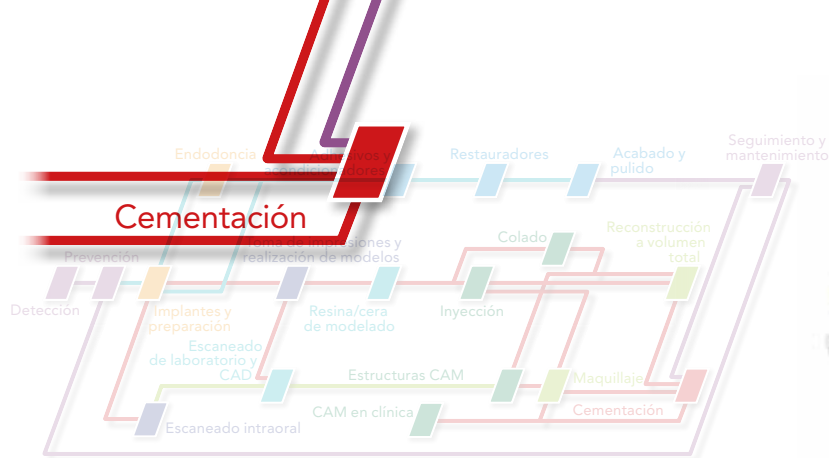 Seguimiento y
mantenimiento
Endodoncia
Adhesivos y
acondicionadores
Restauradores
Acabado y
pulido
Cementación
Toma de impresiones y
realización de modelos
Prevención
Colado
Reconstrucción
a volumen
total
Detección
Implantes y
preparación
Resina/cera
de modelado
Inyección
Escaneado
de laboratorio y
CAD
Estructuras CAM
Maquillaje
CAM en clínica
Cementación
Escaneado intraoral